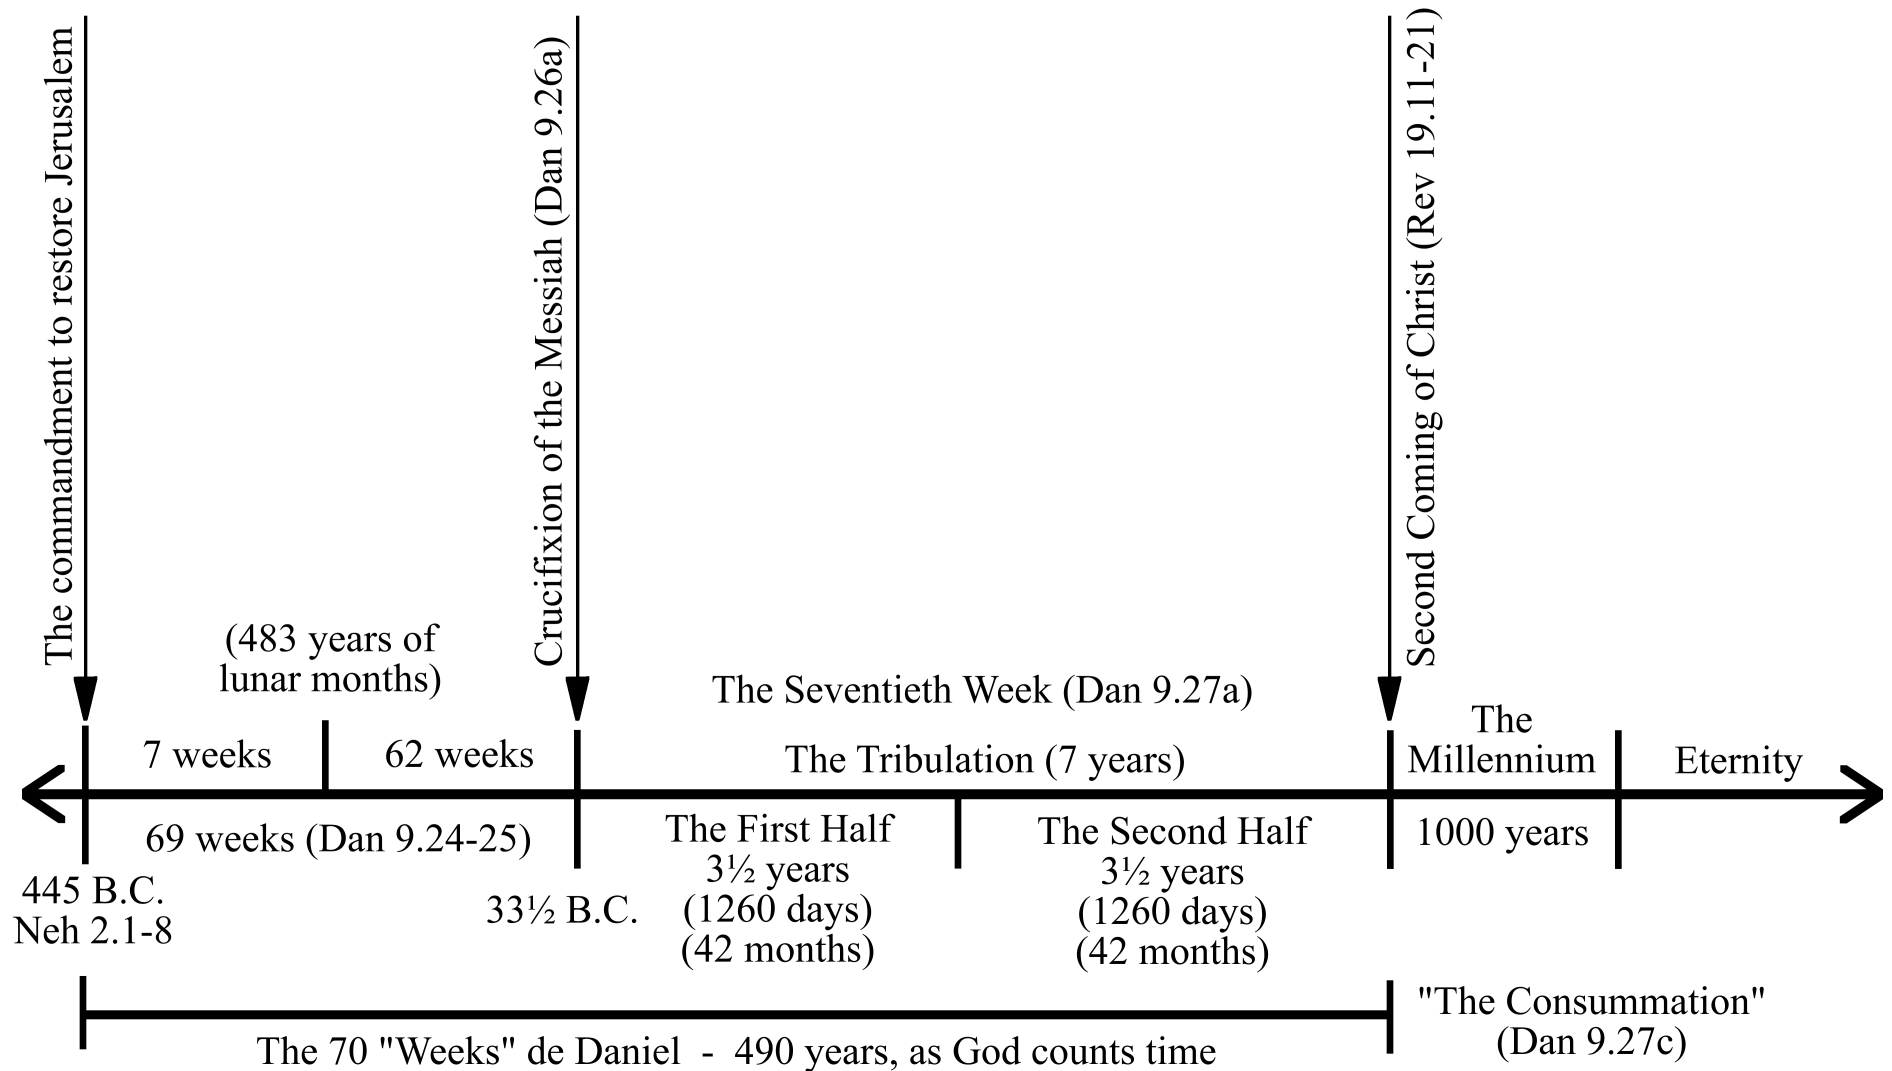 The commandment to restore Jerusalem
Crucifixion of the Messiah (Dan 9.26a)
Second Coming of Christ (Rev 19.11-21)
(483 years of
lunar months)
The Seventieth Week (Dan 9.27a)
7 weeks
62 weeks
The Tribulation (7 years)
The
Millennium
Eternity
69 weeks (Dan 9.24-25)
The First Half
3½ years
(1260 days)
(42 months)
The Second Half
3½ years
(1260 days)
(42 months)
1000 years
445 B.C.
Neh 2.1-8
33½ B.C.
The 70 "Weeks" de Daniel - 490 years, as God counts time
"The Consummation"
(Dan 9.27c)